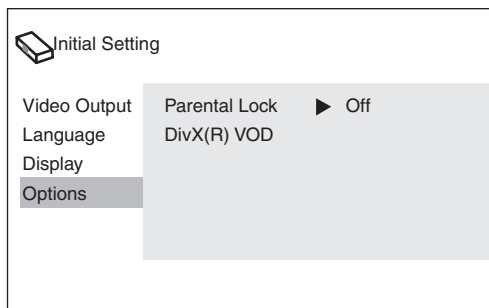 Initial Setting
Video Output
Parental Lock ▶ Off
Language
DivX(R) VOD
Display
Options